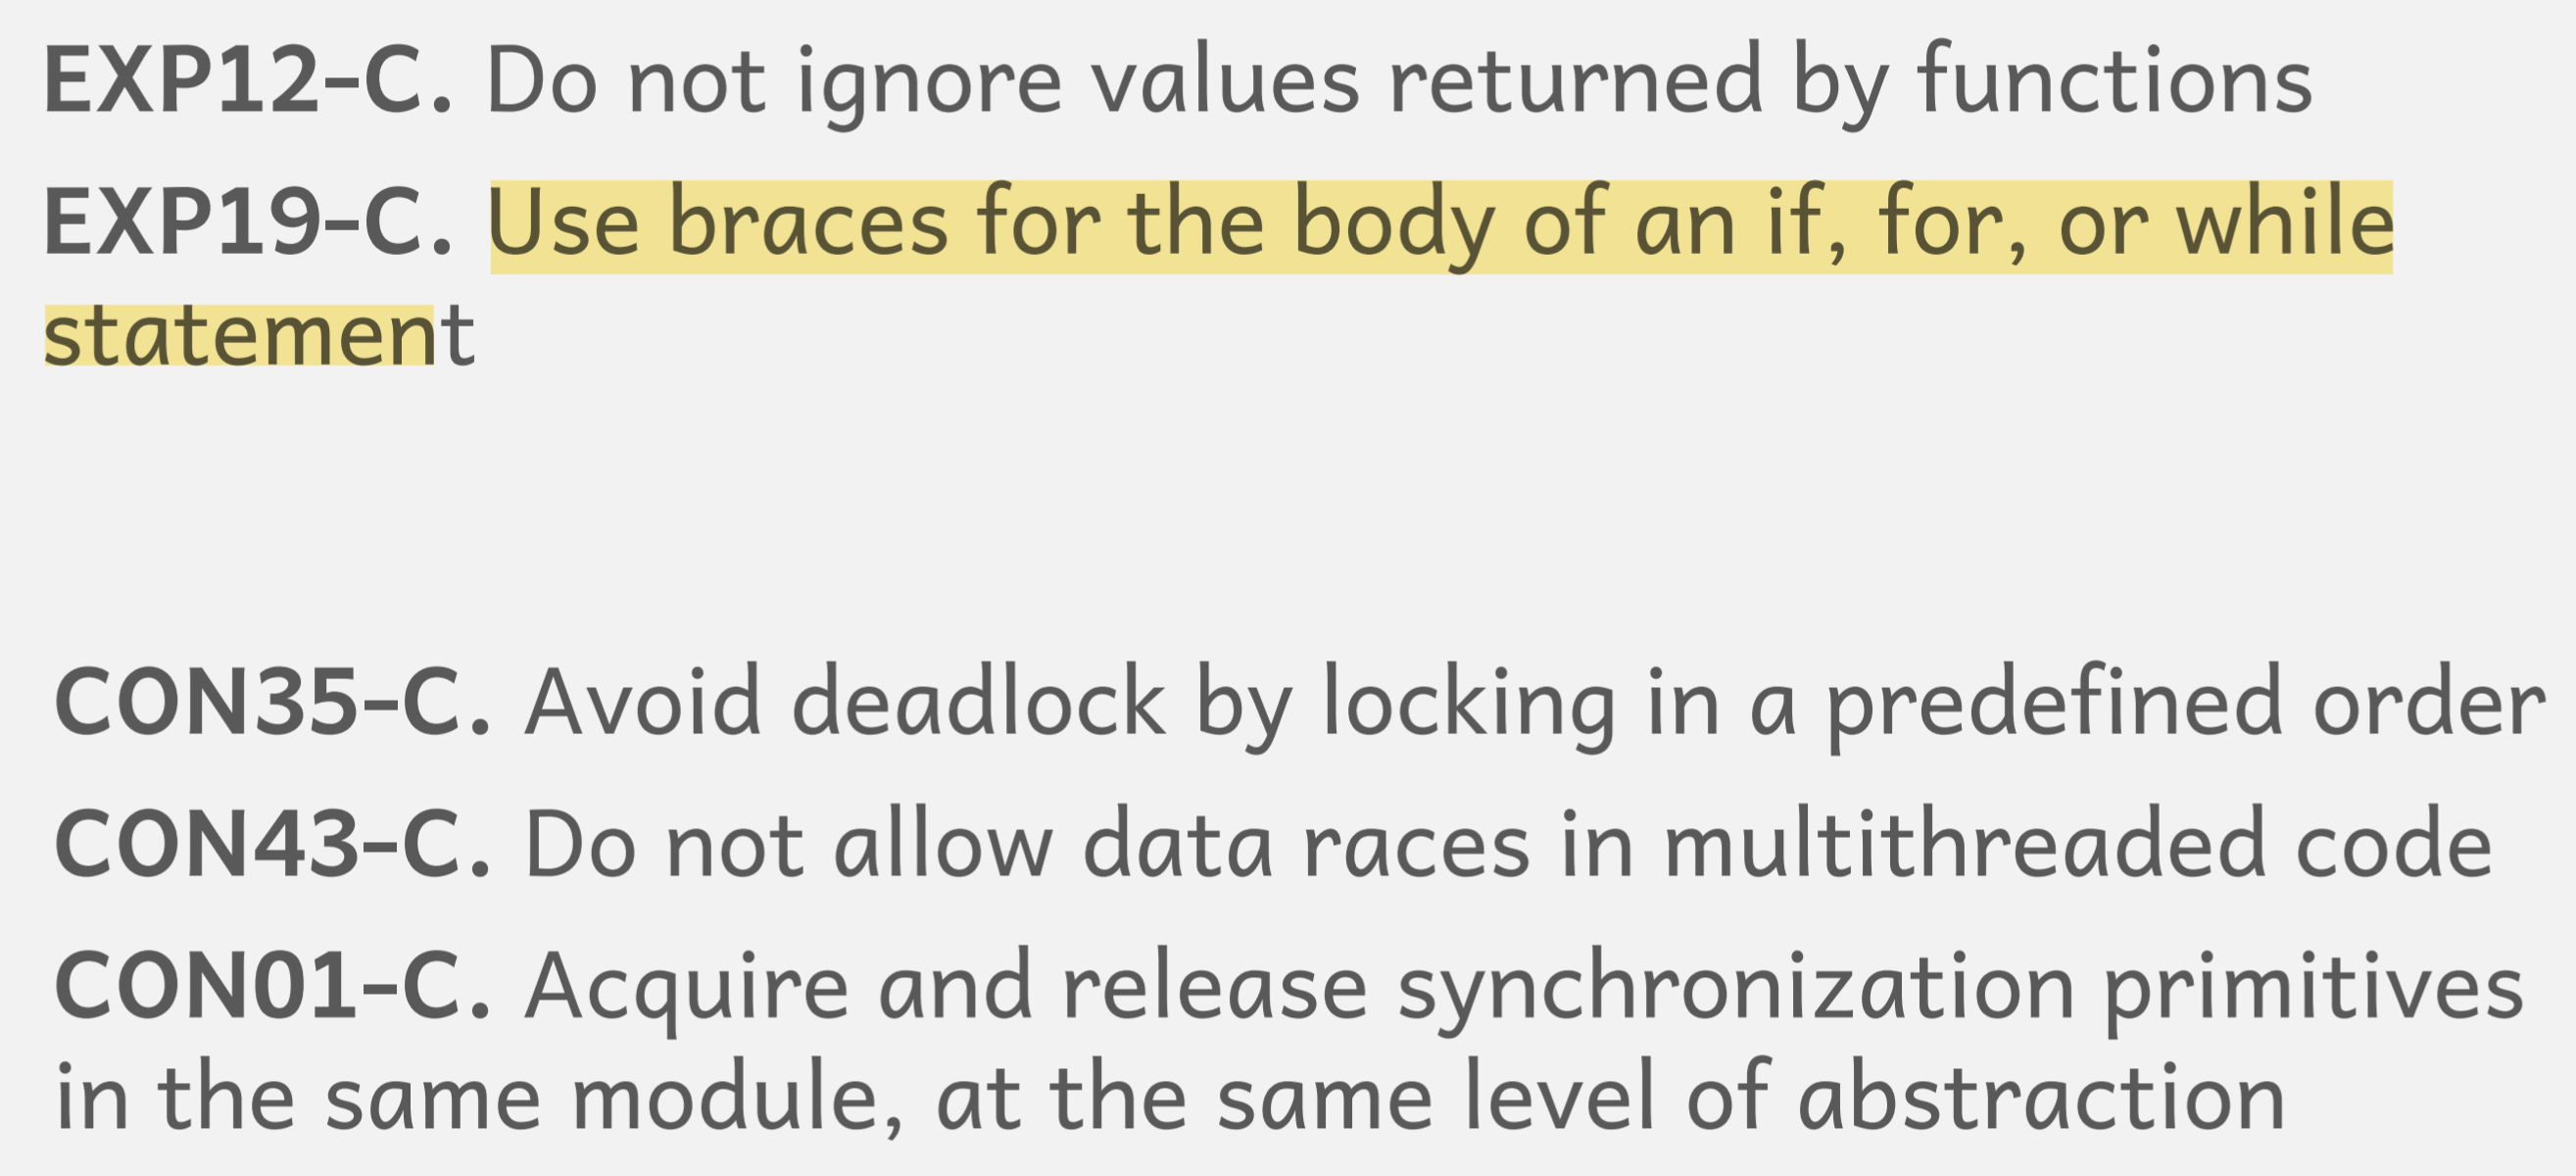 EXP12-C. Do not ignore values returned by functions
EXP19-C. Use braces for the body of an if, for, or while
statement
CON35-C. Avoid deadlock by locking in a predefined order
CON43-C. Do not allow data races in multithreaded code
CON01-C. Acquire and release synchronization primitives
in the same module, at the same level of abstraction